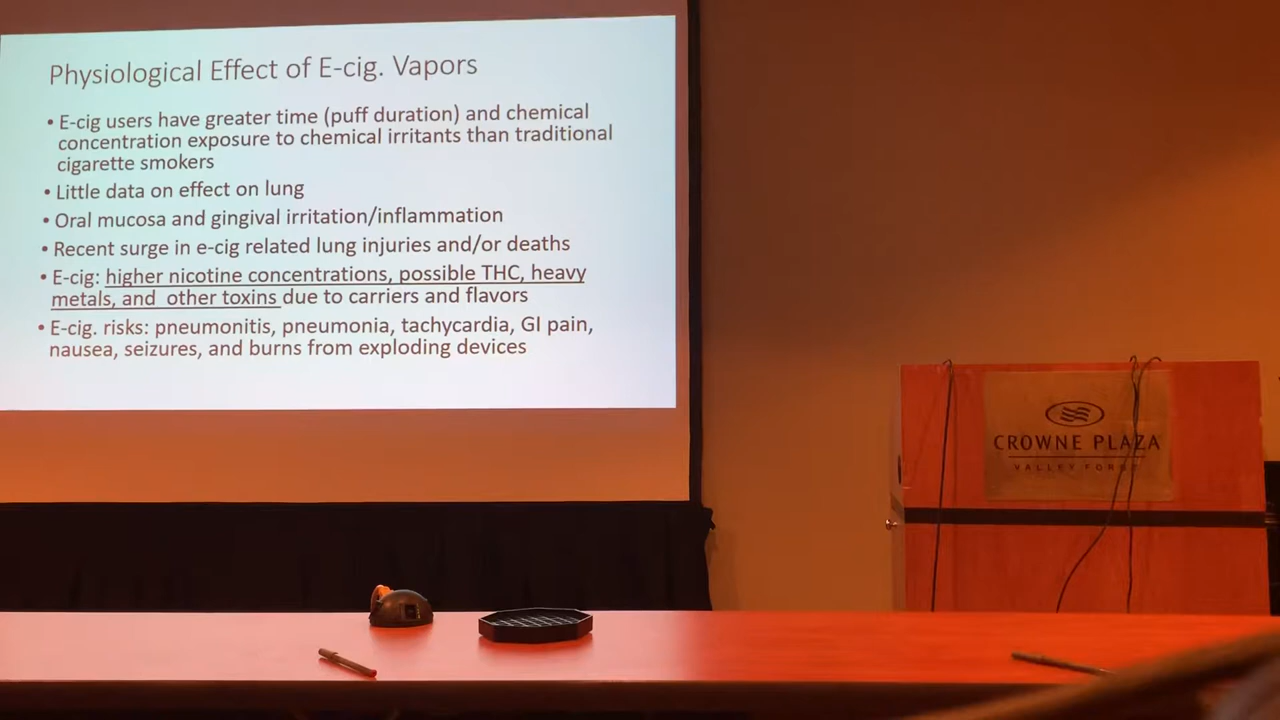 Physiological Effect of E-cig. Vapors
• E-cig users have greater time (puff duration) and chemical
concentration exposure to chemical irritants than traditional
cigarette smokers
• Little data on effect on lung
• Oral mucosa and gingival irritation/inflammation
• Recent surge in e-cig related lung injuries and/or deaths
• E-cig: higher nicotine concentrations, possible THC, heavy
metals, and other toxins due to carriers and flavors
• E-cig. risks: pneumonitis, pneumonia, tachycardia, GI pain,
nausea, seizures, and burns from exploding devices
CROWNE PLAZA
VALLEY FORGE